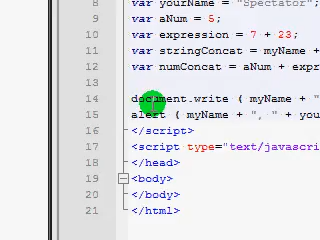 8 var yourName = "Spectator";
9 var aNum = 5;
10 var expression = 7 + 23;
11 var stringConcat = myName +
12 var numConcat = aNum + expr
13
14 document.write ( myName + "
15 alert ( myName + ", " + you
16 </script>
17 <script type="text/javascri
18 </head>
19 <body>
20 </body>
21 </html>